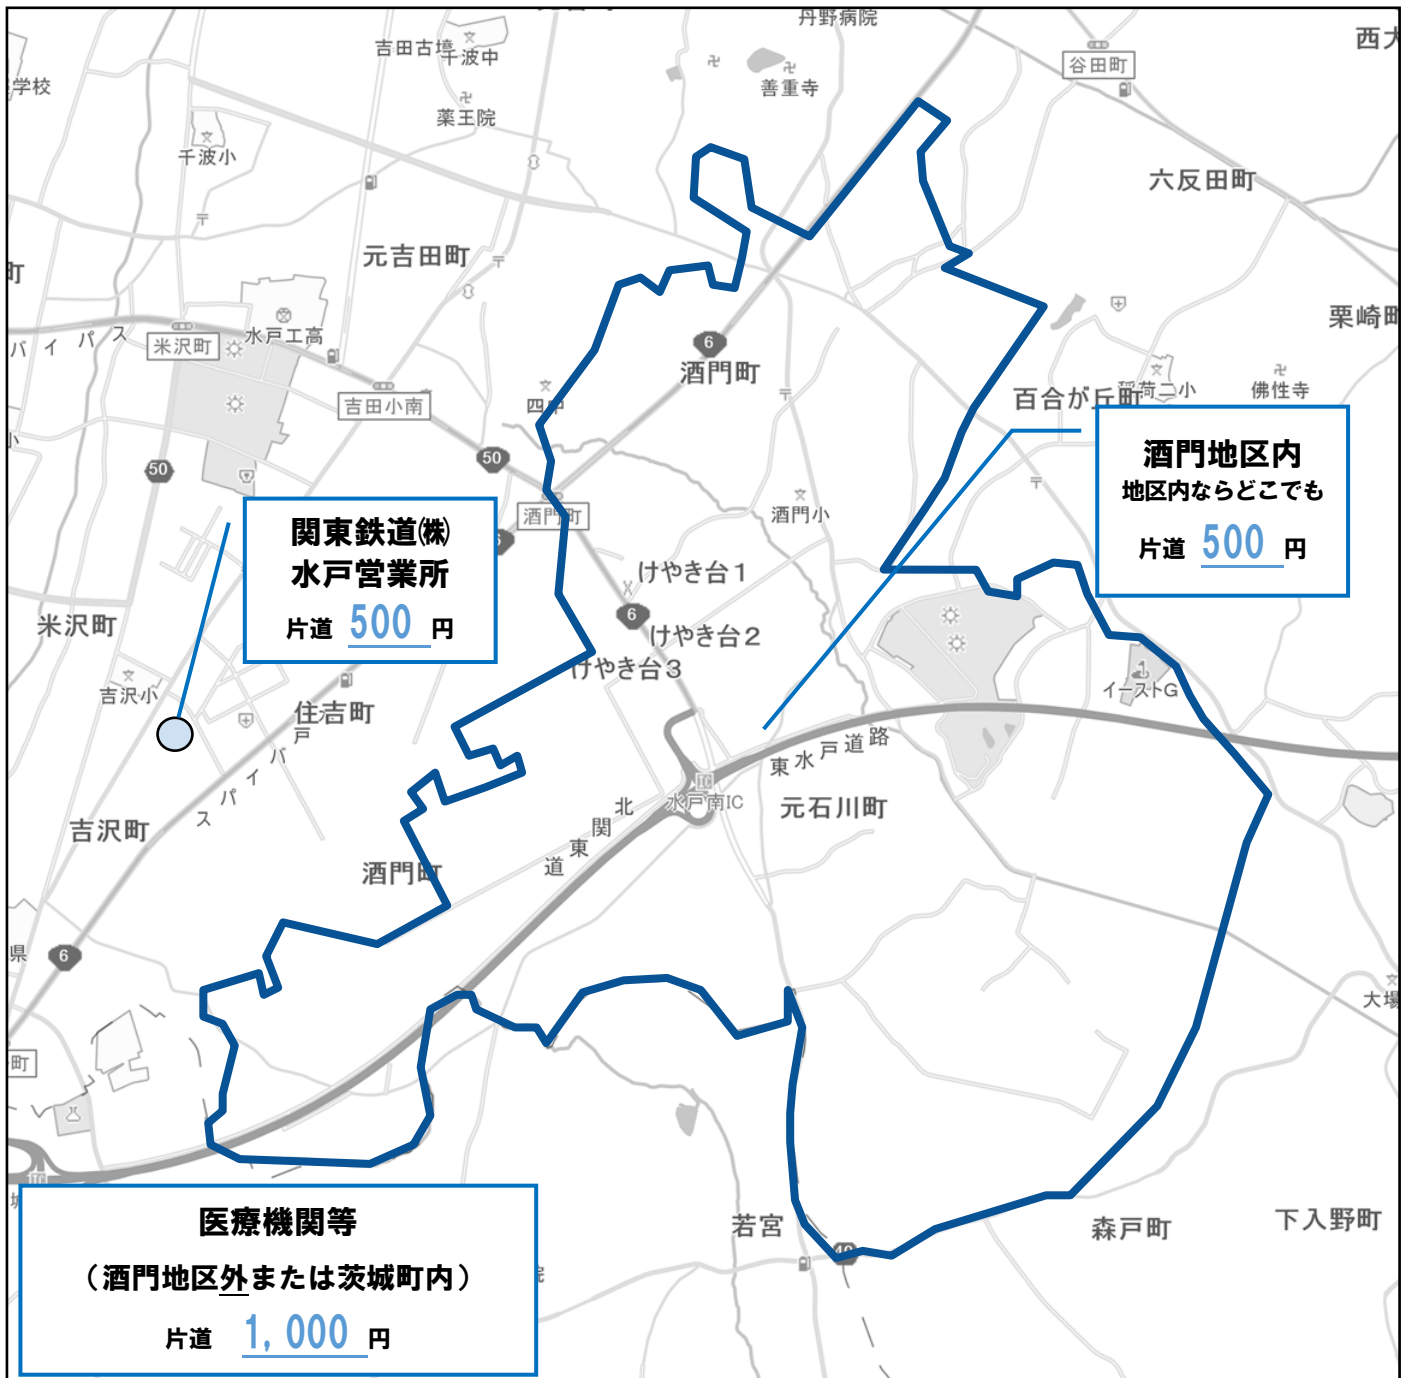 丹野病院
西大
吉田古墳
千波中
谷田町
学校
善重寺
薬王院
千波小
六反田町
元吉田町
町
栗崎町
バイパス
米沢町
水戸工高
6
酒門町
吉田小南
四中
百合が丘町
稲荷二小
佛性寺
小
50
50
酒門地区内
地区内ならどこでも
片道 500 円
酒門町
酒門小
関東鉄道㈱
水戸営業所
片道 500 円
けやき台1
6
けやき台2
けやき台3
米沢町
吉沢小
イーストG
住吉町
戸
バ
イ
パ
ス
東水戸道路
IC
水戸南IC
元石川町
北
関
東
道
吉沢町
酒門町
県
6
大場
町
IC
医療機関等
（酒門地区外または茨城町内）
片道 1,000 円
若宮
森戸町
下入野町
院